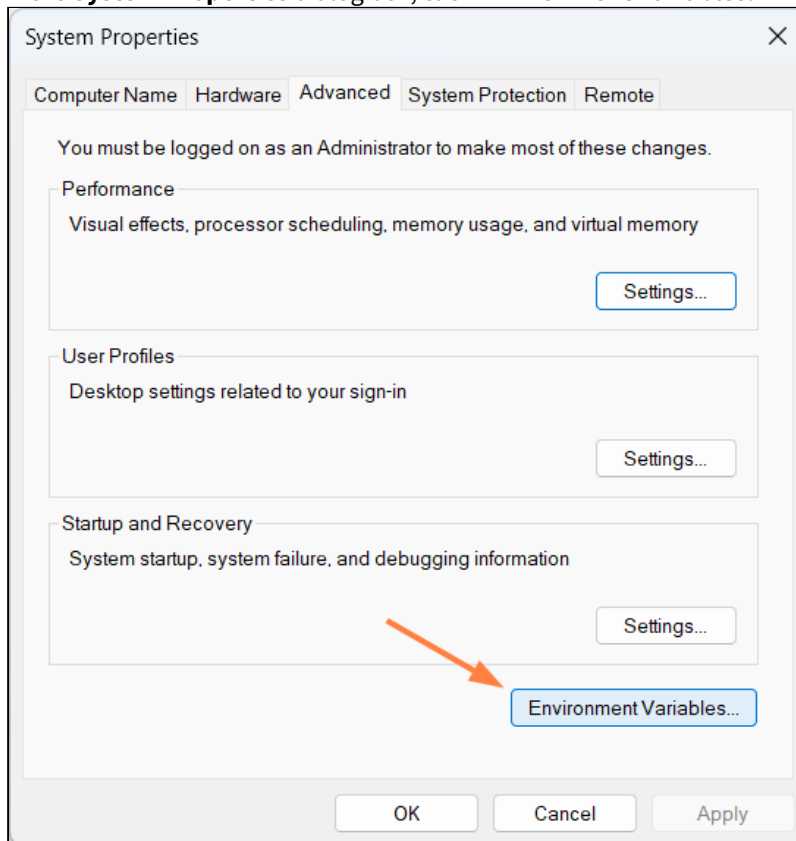 System Properties
Computer Name Hardware Advanced System Protection Remote
You must be logged on as an Administrator to make most of these changes.
Performance
Visual effects, processor scheduling, memory usage, and virtual memory
Settings...
User Profiles
Desktop settings related to your sign-in
Settings...
Startup and Recovery
System startup, system failure, and debugging information
Settings...
Environment Variables...
OK Cancel Apply